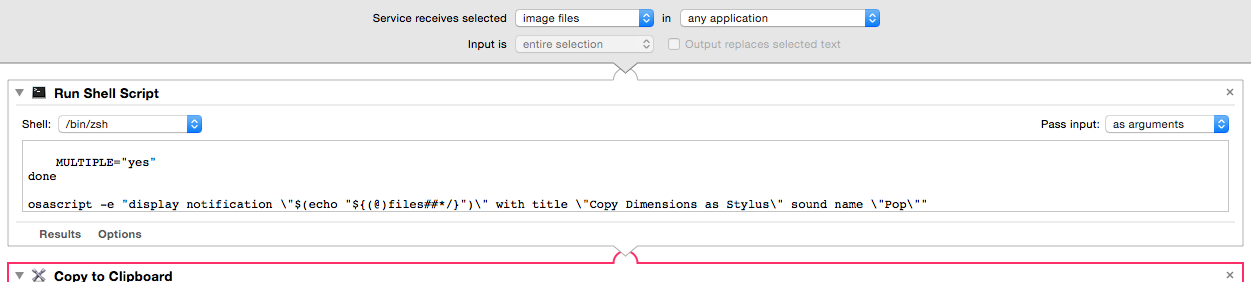 Service receives selected image files in any application
Input is entire selection Output replaces selected text
Run Shell Script
Shell: /bin/zsh Pass input: as arguments
MULTIPLE="yes"
done
osascript -e "display notification \"$(echo "${(@)files##*/}")\" with title \"Copy Dimensions as Stylus\" sound name \"Pop\""
Results Options
Copy to Clipboard